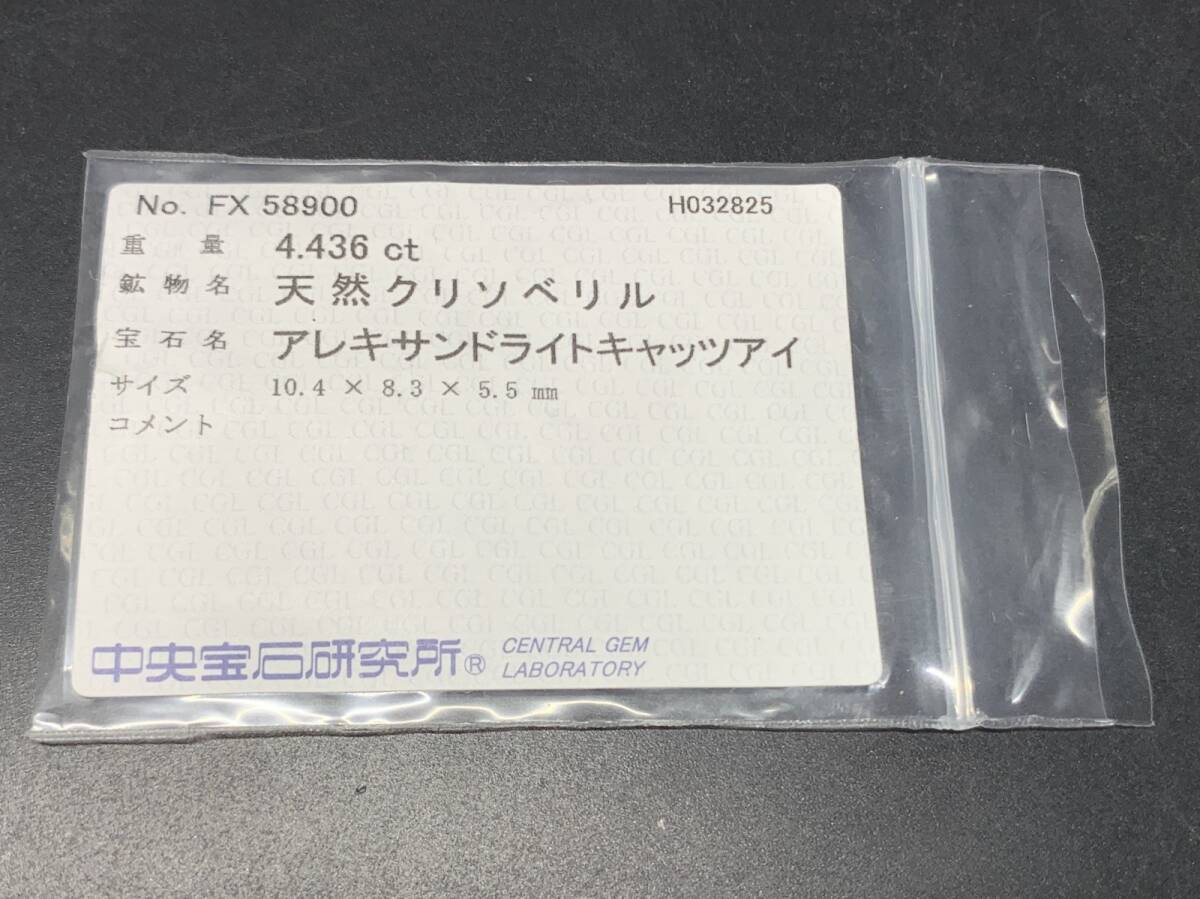 No. FX 58900 H032825
重量 4.436 ct
鉱物名 天然クリソベリル
宝石名 アレキサンドライトキャッツアイ
サイズ 10.4 × 8.3 × 5.5 ㎜
コメント
中央宝石研究所® CENTRAL GEM
LABORATORY